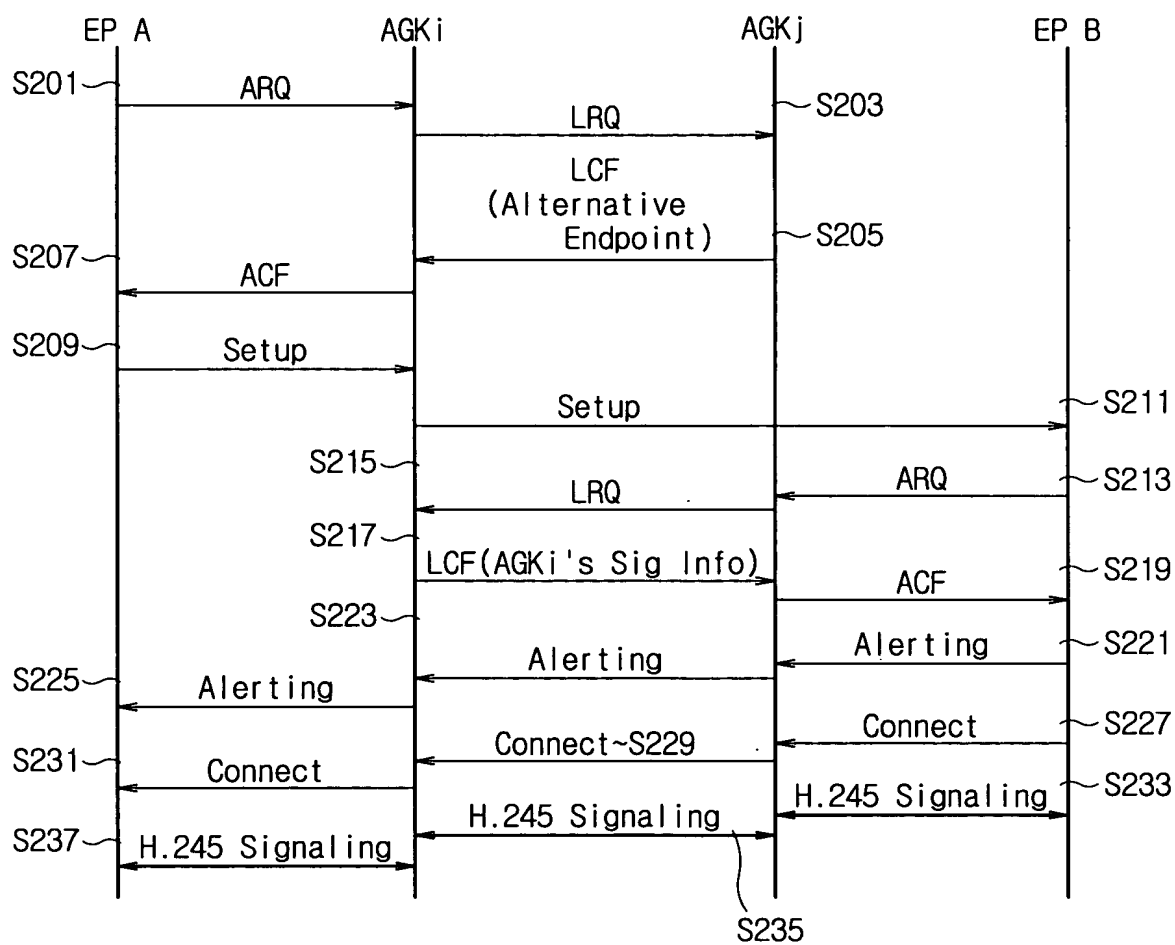 EP A AGKi AGKj EP B
S201 ARQ S203
LRQ
LCF
(Alternative
Endpoint) S205
S207
ACF
S209
Setup
Setup S211
S215 ARQ S213
LRQ
S217
LCF(AGKi's Sig Info) S219
ACF
S223
Alerting S221
Alerting
S225
Alerting
Connect S227
Connect~S229
S231
Connect S233
H.245 Signaling
H.245 Signaling
S237
H.245 Signaling
S235